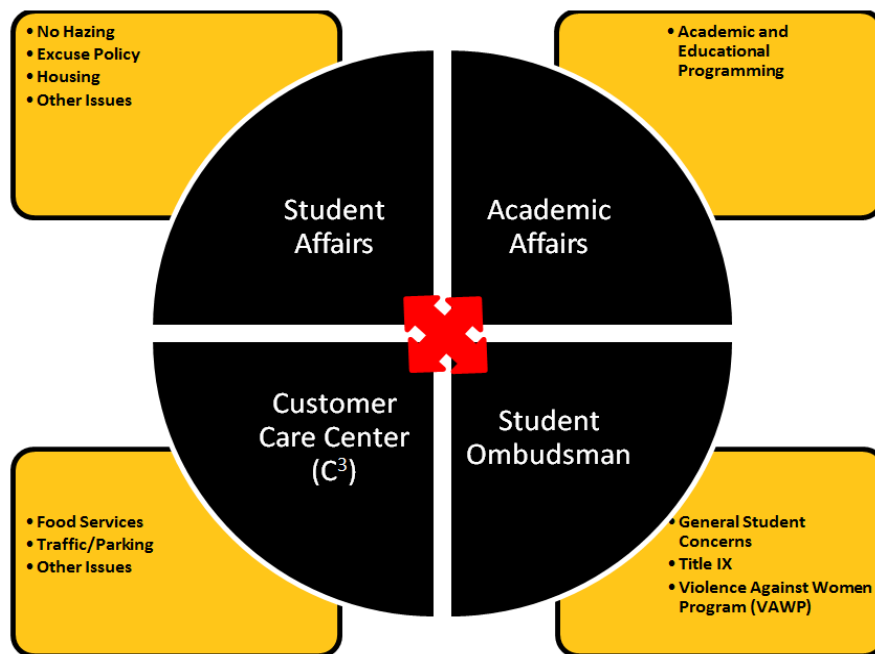 • No Hazing
• Excuse Policy
• Housing
• Other Issues
• Academic and
Educational
Programming
Student
Affairs
Academic
Affairs
Customer
Care Center
(C³)
Student
Ombudsman
• Food Services
• Traffic/Parking
• Other Issues
• General Student
Concerns
• Title IX
• Violence Against Women
Program (VAWP)